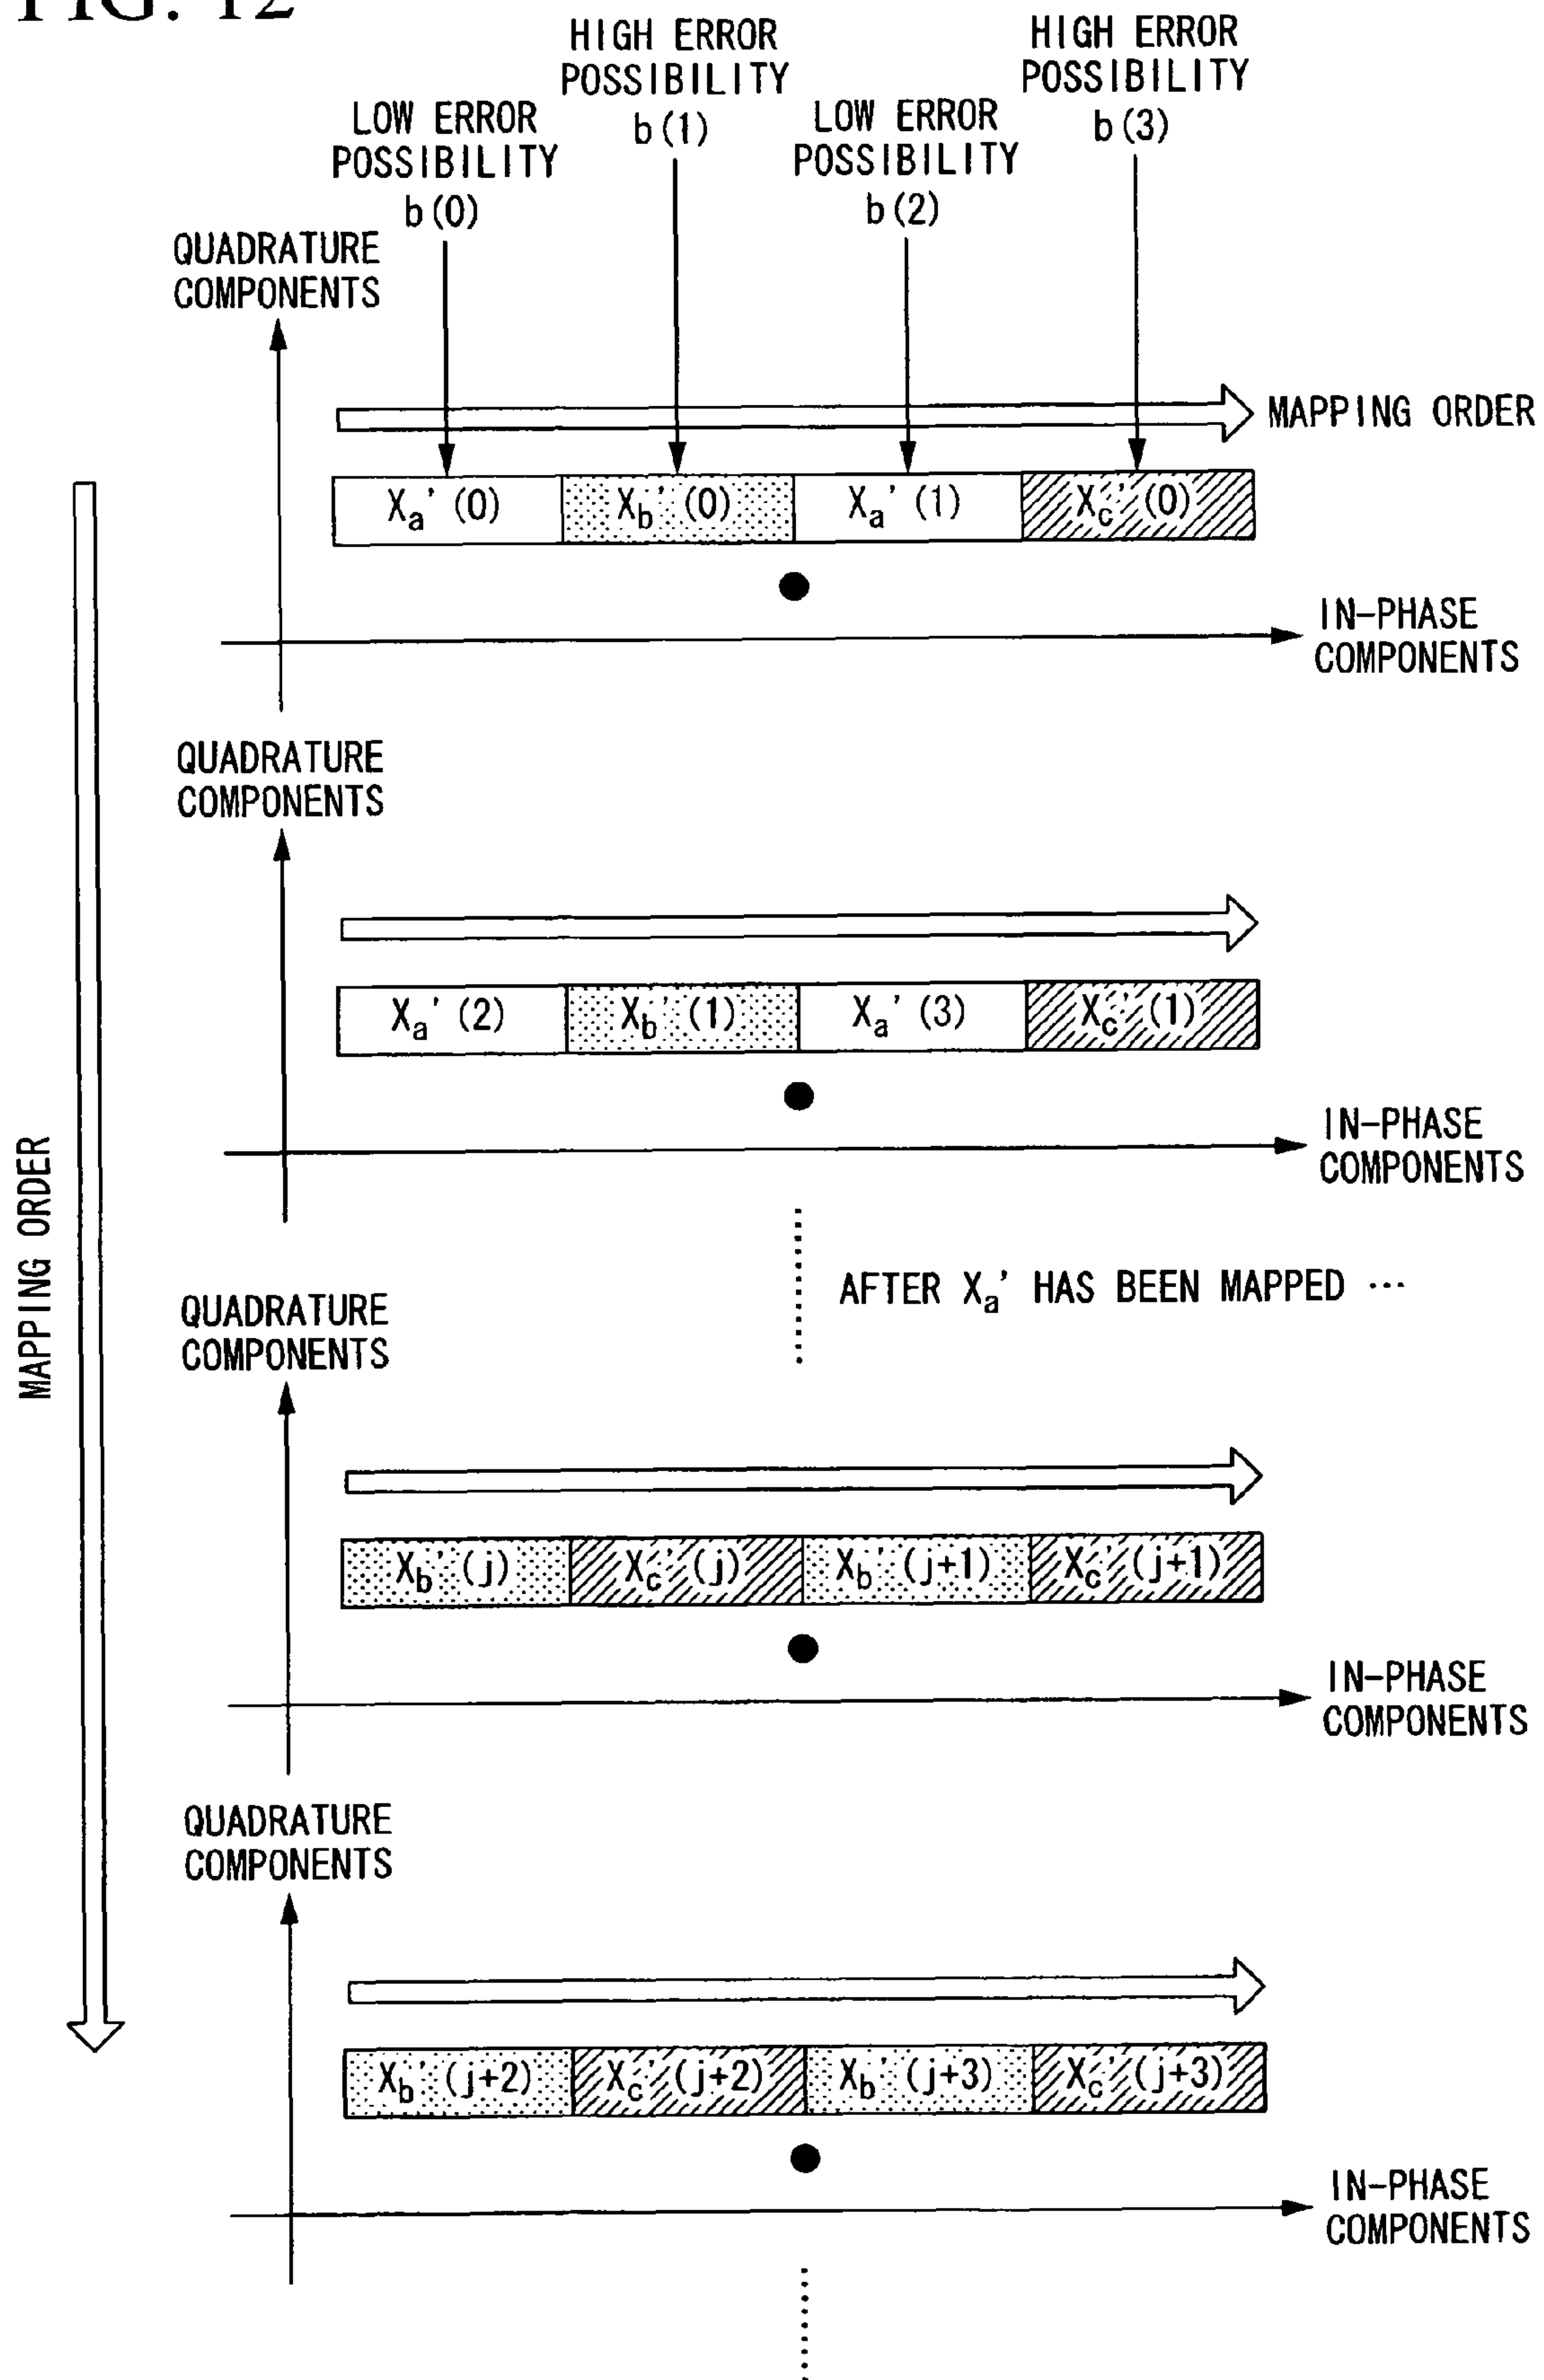 FIG. 12
HIGH ERROR
POSSIBILITY
b(1)
HIGH ERROR
POSSIBILITY
b(3)
LOW ERROR
POSSIBILITY
b(0)
LOW ERROR
POSSIBILITY
b(2)
QUADRATURE
COMPONENTS
MAPPING ORDER
Xa'(0) Xb'(0) Xa'(1) Xc'(0)
IN-PHASE
COMPONENTS
QUADRATURE
COMPONENTS
Xa'(2) Xb'(1) Xa'(3) Xc'(1)
IN-PHASE
COMPONENTS
MAPPING ORDER
AFTER Xa' HAS BEEN MAPPED ...
QUADRATURE
COMPONENTS
Xb'(j) Xc'(j) Xb'(j+1) Xc'(j+1)
IN-PHASE
COMPONENTS
QUADRATURE
COMPONENTS
Xb'(j+2) Xc'(j+2) Xb'(j+3) Xc'(j+3)
IN-PHASE
COMPONENTS